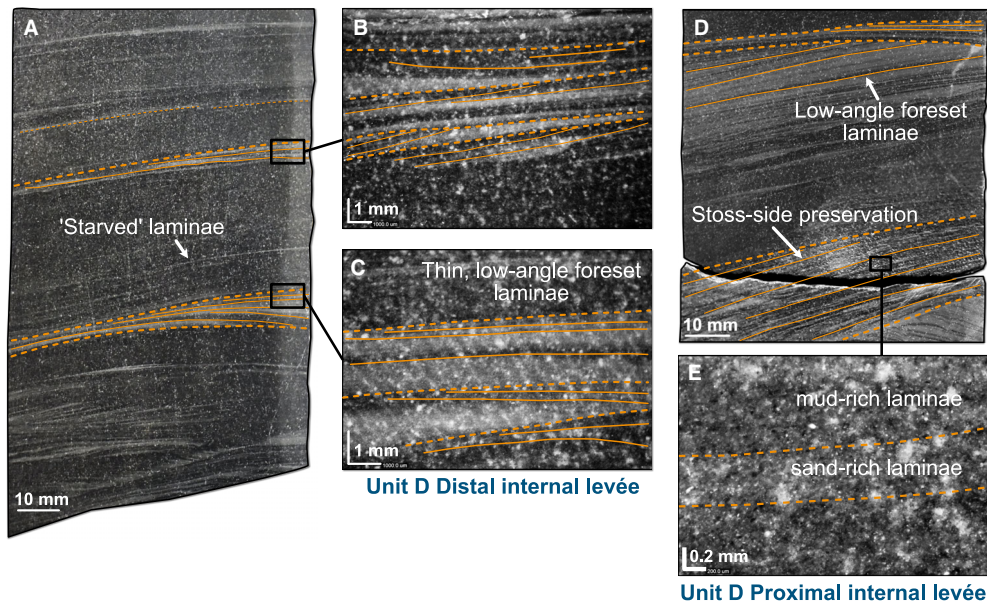 A
'Starved' laminae
10 mm
B
1 mm
1000.0 um
C
Thin, low-angle foreset
laminae
1 mm
1000.0 um
Unit D Distal internal levée
D
Low-angle foreset
laminae
Stoss-side preservation
10 mm
E
mud-rich laminae
sand-rich laminae
0.2 mm
200.0 um
Unit D Proximal internal levée